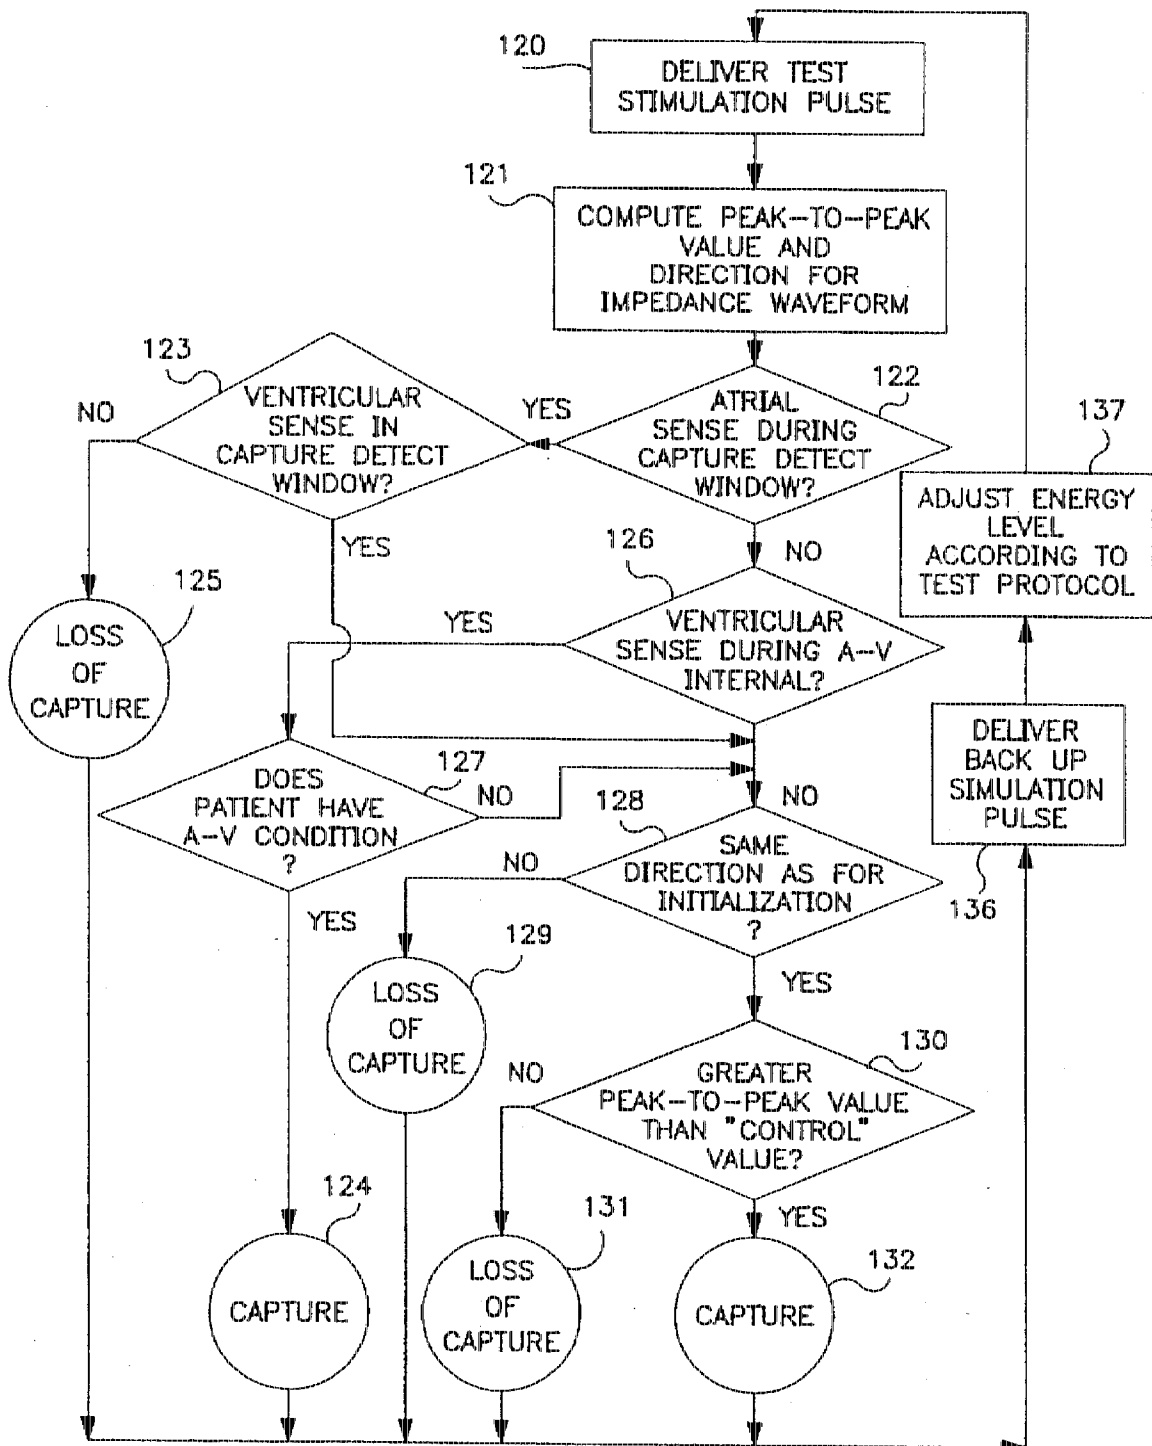 120
DELIVER TEST
STIMULATION PULSE
121
COMPUTE PEAK-TO-PEAK
VALUE AND
DIRECTION FOR
IMPEDANCE WAVEFORM
123
VENTRICULAR
SENSE IN
CAPTURE DETECT
WINDOW?
NO
YES
YES
122
ATRIAL
SENSE DURING
CAPTURE DETECT
WINDOW?
NO
137
ADJUST ENERGY
LEVEL
ACCORDING TO
TEST PROTOCOL
125
LOSS
OF
CAPTURE
126
VENTRICULAR
SENSE DURING A-V
INTERNAL?
YES
NO
DELIVER
BACK UP
SIMULATION
PULSE
136
127
DOES
PATIENT HAVE
A-V CONDITION
?
NO
YES
128
SAME
DIRECTION AS FOR
INITIALIZATION
?
NO
YES
129
LOSS
OF
CAPTURE
130
GREATER
PEAK-TO-PEAK VALUE
THAN "CONTROL"
VALUE?
NO
YES
124
CAPTURE
131
LOSS
OF
CAPTURE
132
CAPTURE